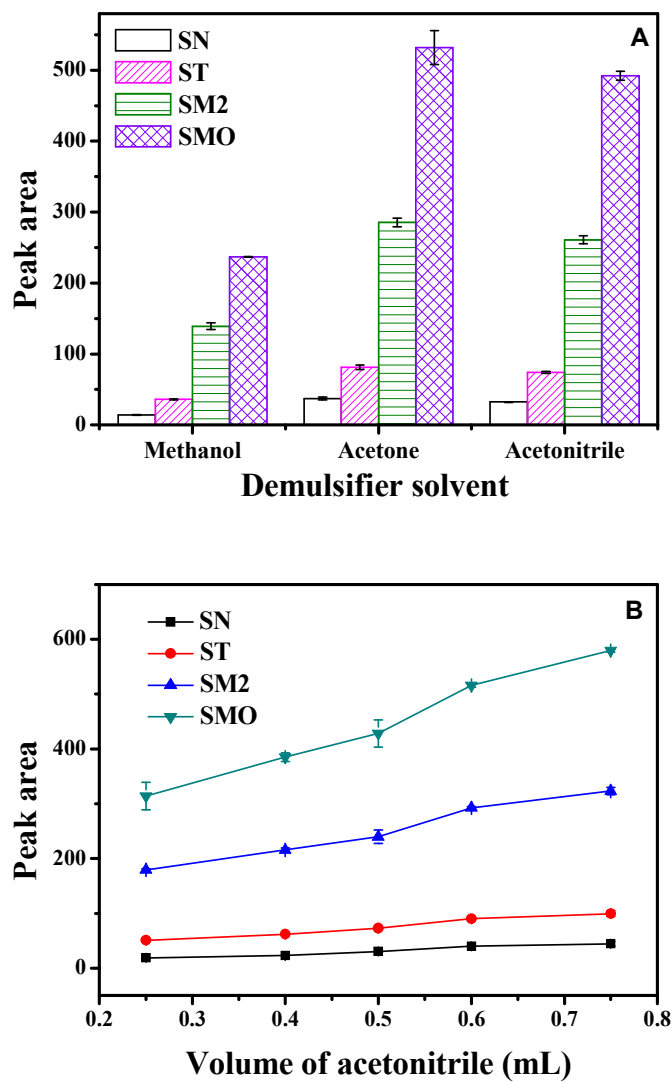 A
SN
ST
SM2
SMO
500
400
300
200
100
0
Peak area
Methanol Acetone Acetonitrile
Demulsifier solvent
B
SN
ST
SM2
SMO
600
400
200
0
Peak area
0.2 0.3 0.4 0.5 0.6 0.7 0.8
Volume of acetonitrile (mL)